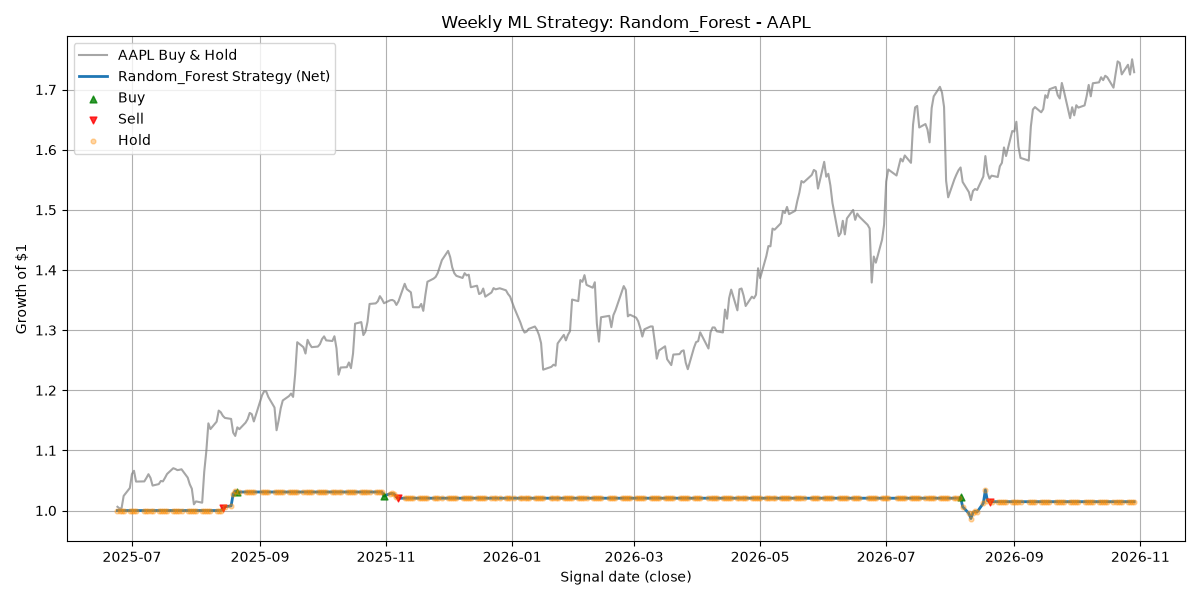 Weekly ML Strategy: Random_Forest - AAPL
AAPL Buy & Hold
Random_Forest Strategy (Net)
Buy
Sell
Hold
Growth of $1
1.7
1.6
1.5
1.4
1.3
1.2
1.1
1.0
2025-07
2025-09
2025-11
2026-01
2026-03
2026-05
2026-07
2026-09
2026-11
Signal date (close)